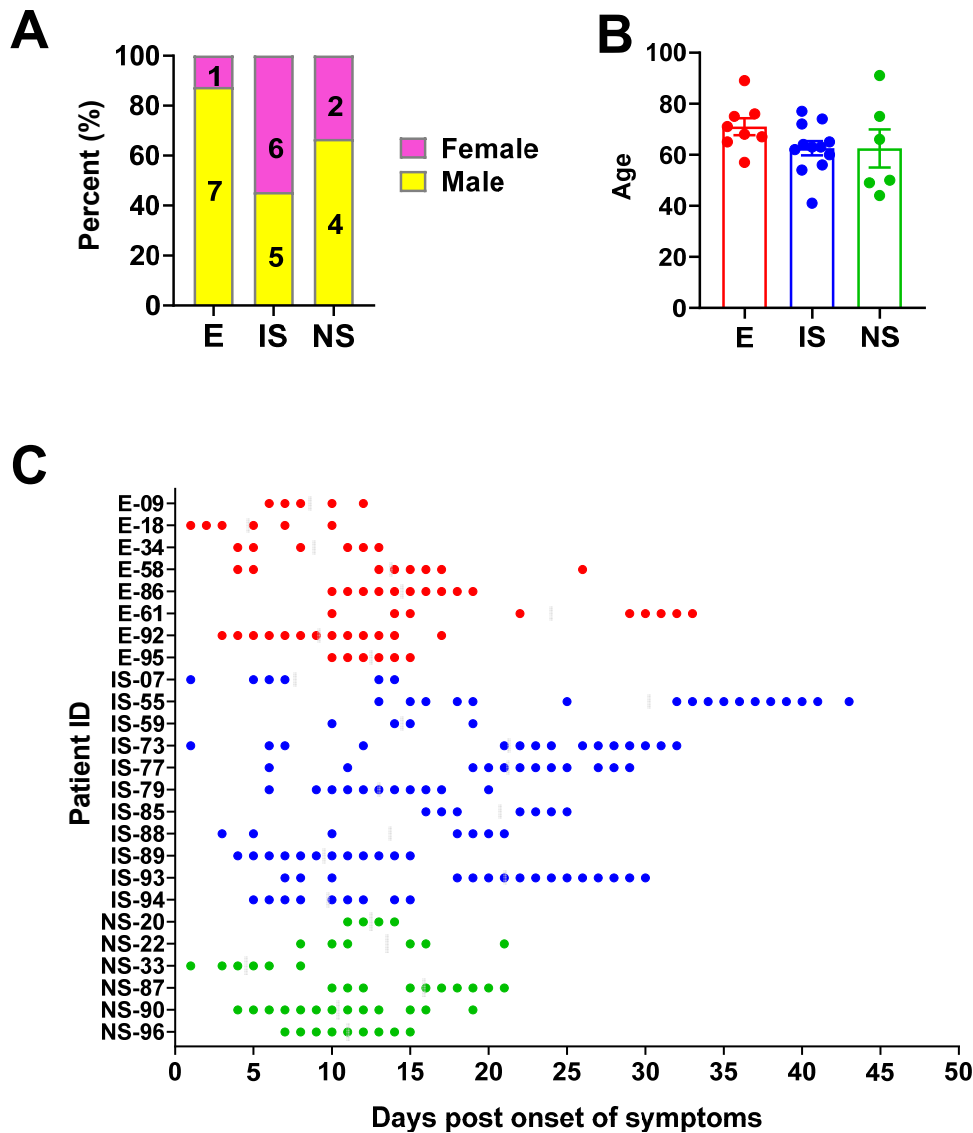 A
Percent (%)
100
80
60
40
20
0
1
7
6
5
2
4
E IS NS
Female
Male
B
Age
100
80
60
40
20
0
E IS NS
C
Patient ID
E-09
E-18
E-34
E-58
E-86
E-61
E-92
E-95
IS-07
IS-55
IS-59
IS-73
IS-77
IS-79
IS-85
IS-88
IS-89
IS-93
IS-94
NS-20
NS-22
NS-33
NS-87
NS-90
NS-96
0 5 10 15 20 25 30 35 40 45 50
Days post onset of symptoms